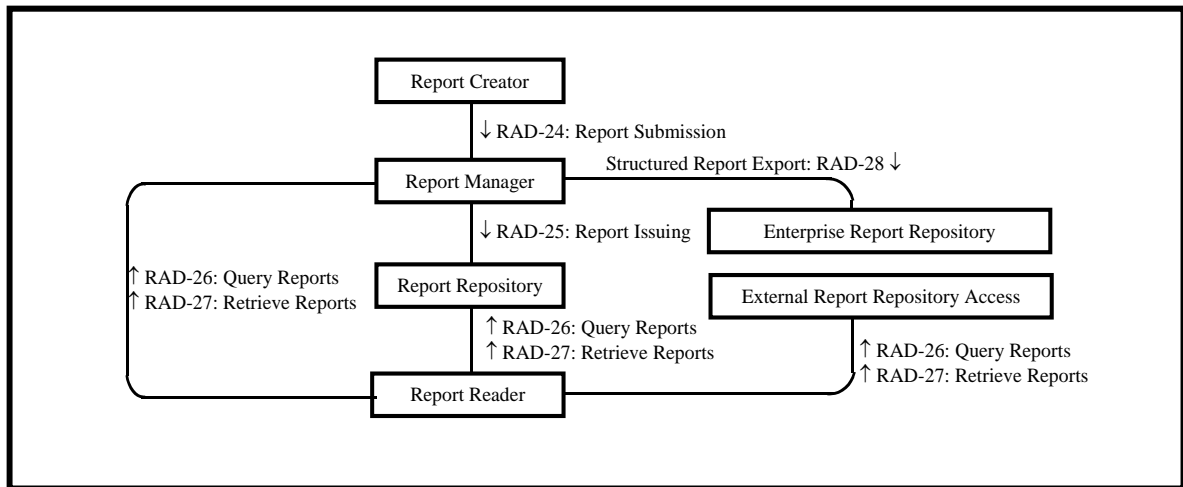 Report Creator
↓ RAD-24: Report Submission
Structured Report Export: RAD-28 ↓
Report Manager
↓ RAD-25: Report Issuing
Enterprise Report Repository
↑ RAD-26: Query Reports
↑ RAD-27: Retrieve Reports
Report Repository
External Report Repository Access
↑ RAD-26: Query Reports
↑ RAD-27: Retrieve Reports
↑ RAD-26: Query Reports
↑ RAD-27: Retrieve Reports
Report Reader